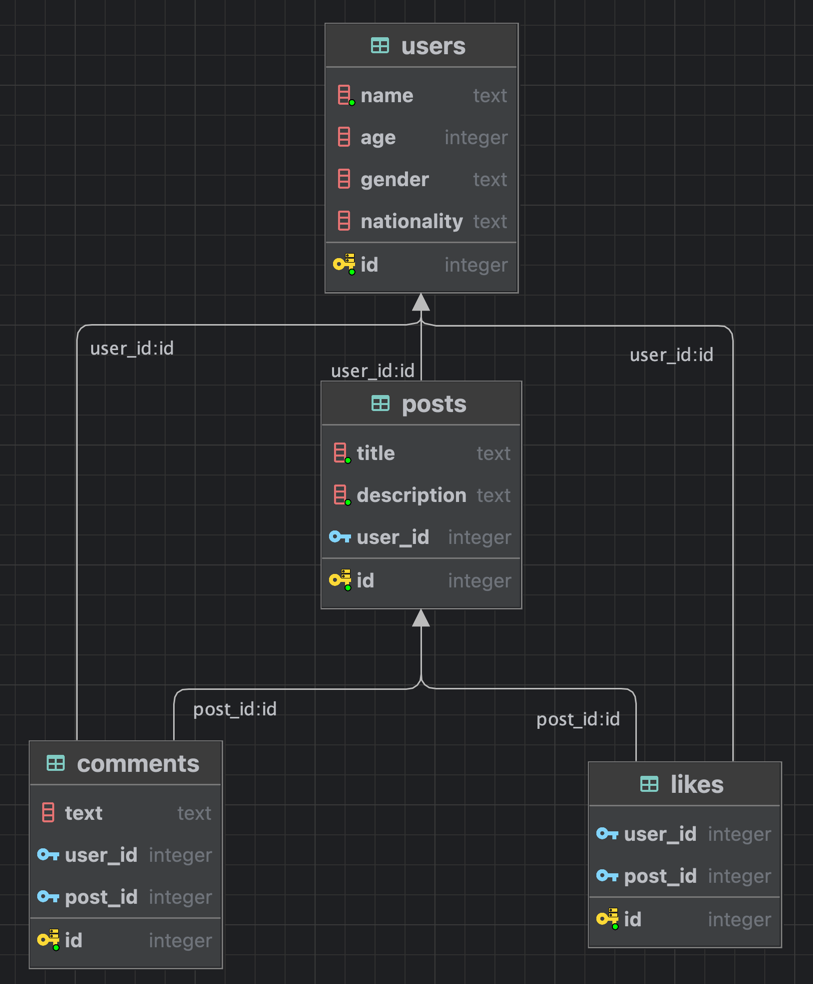 users
name text
age integer
gender text
nationality text
id integer
user_id:id
user_id:id
user_id:id
posts
title text
description text
user_id integer
id integer
post_id:id
post_id:id
comments
text text
user_id integer
post_id integer
id integer
likes
user_id integer
post_id integer
id integer